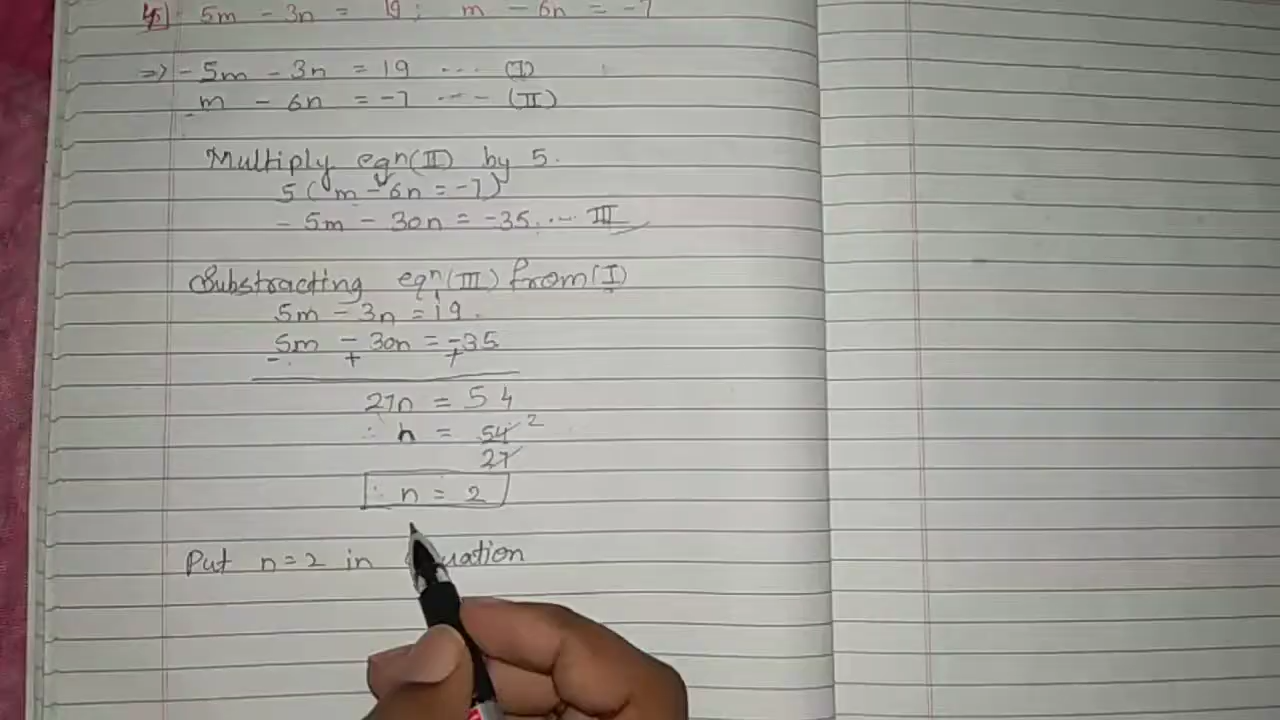 4) 5m - 3n = 19 ; m - 6n = -7
=> - 5m - 3n = 19 ... (I)
m - 6n = -7 ... (II)
Multiply eqn (II) by 5.
5 ( m - 6n = -7)
- 5m - 30n = -35 ... III
Substracting eqn (III) from (I)
5m - 3n = 19.
5m - 30n = -35
- + +
27n = 54
∴ n = 54 2
27
∴ n = 2
Put n = 2 in